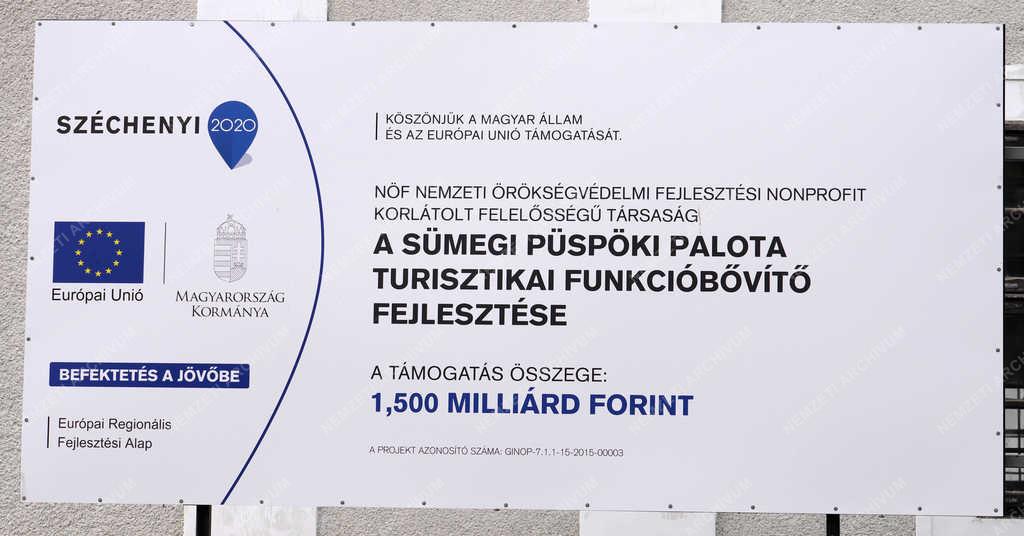 SZÉCHENYI 2020
Európai Unió
MAGYARORSZÁG
KORMÁNYA
BEFEKTETÉS A JÖVŐBE
Európai Regionális
Fejlesztési Alap
KÖSZÖNJÜK A MAGYAR ÁLLAM
ÉS AZ EURÓPAI UNIÓ TÁMOGATÁSÁT.
NÖF NEMZETI ÖRÖKSÉGVÉDELMI FEJLESZTÉSI NONPROFIT
KORLÁTOLT FELELŐSSÉGŰ TÁRSASÁG
A SÜMEGI PÜSPÖKI PALOTA
TURISZTIKAI FUNKCIÓBŐVÍTŐ
FEJLESZTÉSE
A TÁMOGATÁS ÖSSZEGE:
1,500 MILLIÁRD FORINT
A PROJEKT AZONOSÍTÓ SZÁMA: GINOP-7.1.1-15-2015-00003
NEMZETI ARCHIVUM